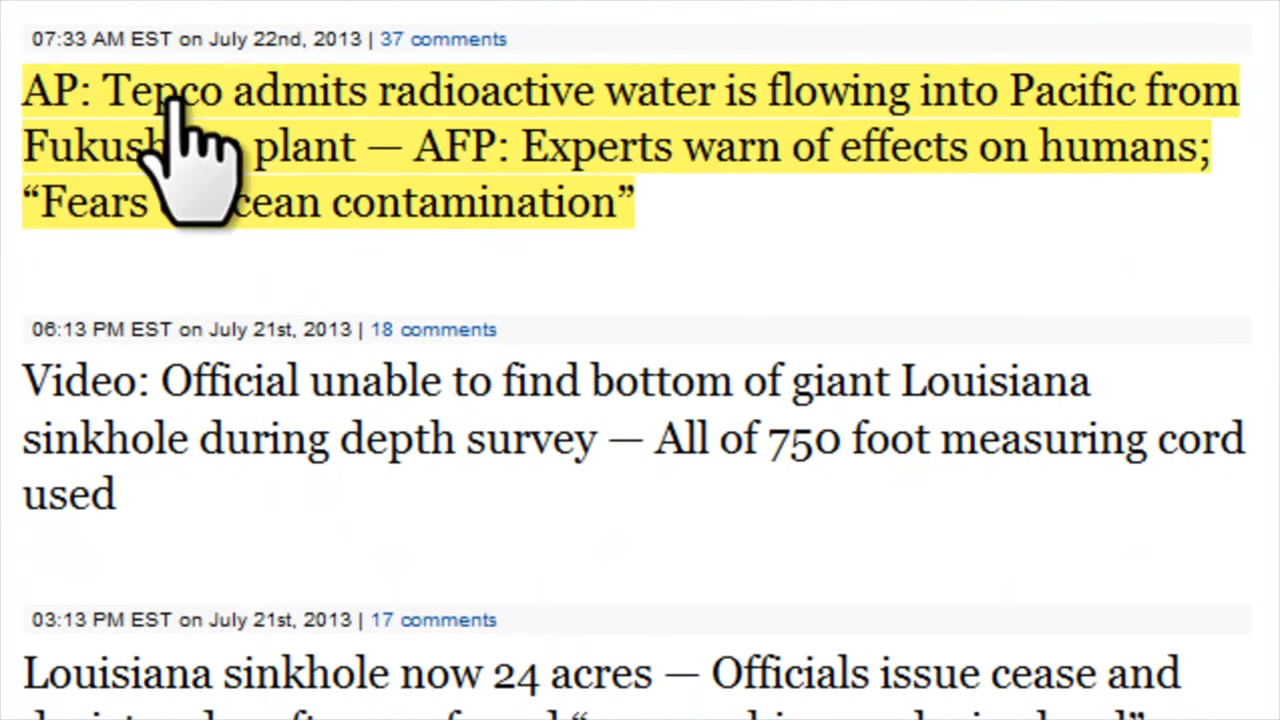 07:33 AM EST on July 22nd, 2013 | 37 comments
AP: Tepco admits radioactive water is flowing into Pacific from
plant — AFP: Experts warn of effects on humans;
“Fears contamination”
06:13 PM EST on July 21st, 2013 | 18 comments
Video: Official unable to find bottom of giant Louisiana
sinkhole during depth survey — All of 750 foot measuring cord
used
03:13 PM EST on July 21st, 2013 | 17 comments
Louisiana sinkhole now 24 acres — Officials issue cease and